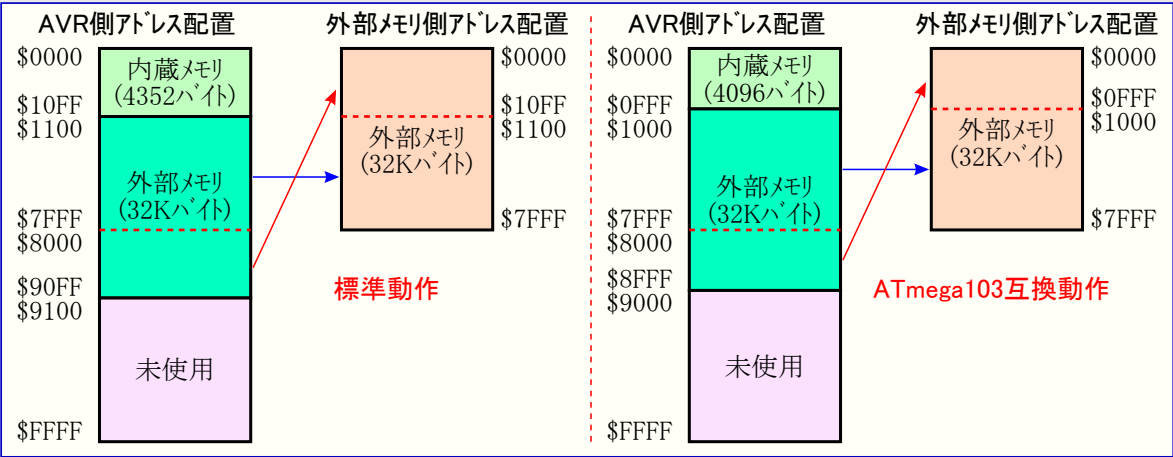 AVR側アドレス配置
外部メモリ側アドレス配置
$0000
内蔵メモリ
(4352バイト)
$10FF
$1100
外部メモリ
(32Kバイト)
$7FFF
$8000
$90FF
$9100
未使用
$FFFF
$0000
$10FF
$1100
外部メモリ
(32Kバイト)
$7FFF
標準動作
AVR側アドレス配置
外部メモリ側アドレス配置
$0000
内蔵メモリ
(4096バイト)
$0FFF
$1000
外部メモリ
(32Kバイト)
$7FFF
$8000
$8FFF
$9000
未使用
$FFFF
$0000
$0FFF
$1000
外部メモリ
(32Kバイト)
$7FFF
ATmega103互換動作